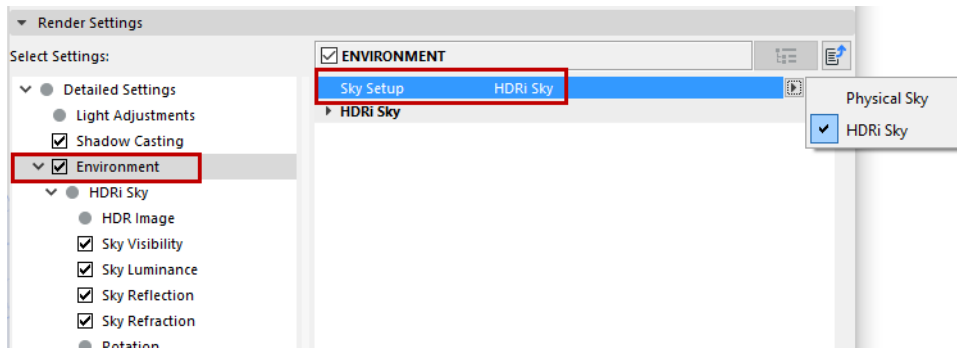 Render Settings
Select Settings:
ENVIRONMENT
Detailed Settings
Sky Setup HDRi Sky
Physical Sky
Light Adjustments
HDRi Sky
HDRi Sky
Shadow Casting
Environment
HDRi Sky
HDR Image
Sky Visibility
Sky Luminance
Sky Reflection
Sky Refraction
Rotation